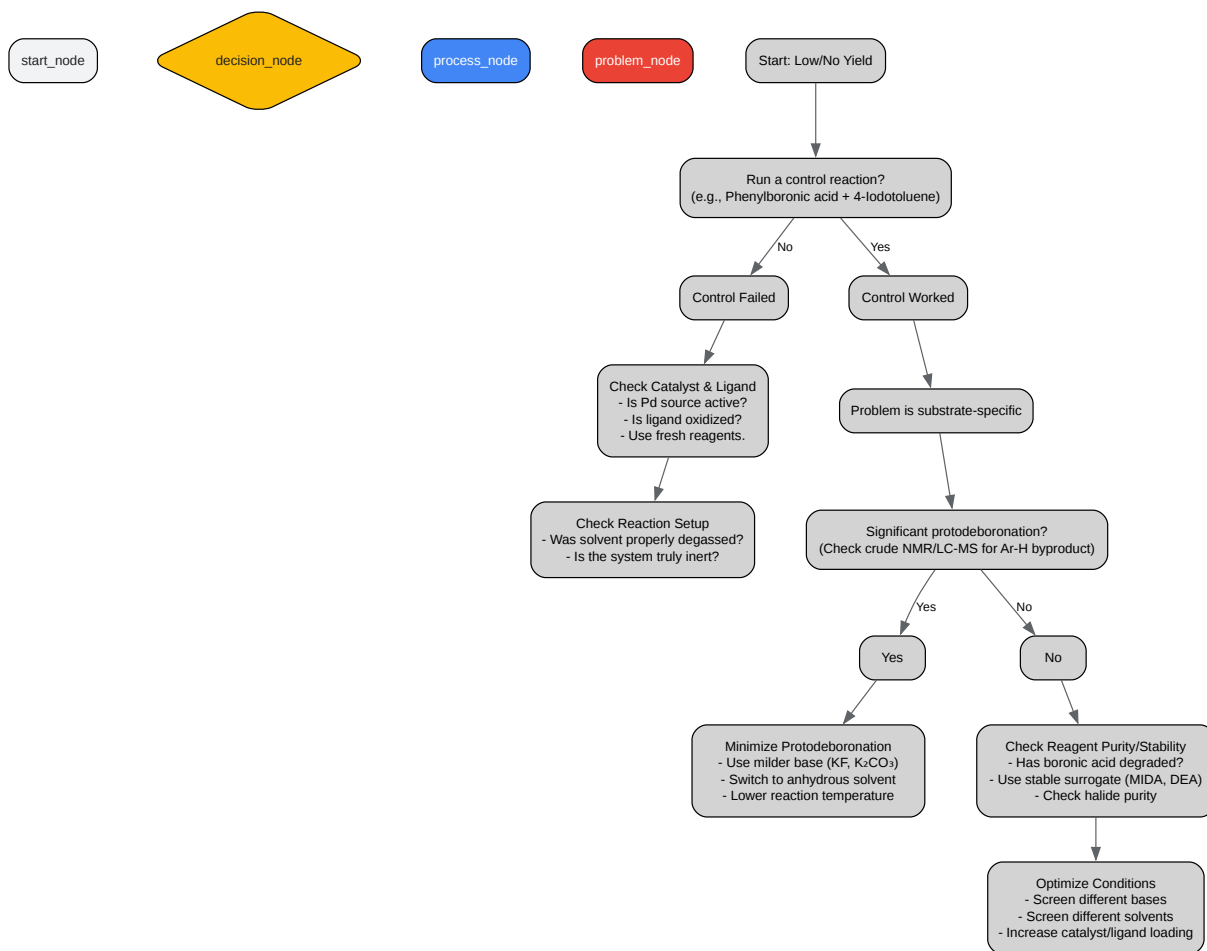 start_node
decision_node
process_node
problem_node
Start: Low/No Yield
Run a control reaction?
(e.g., Phenylboronic acid + 4-Iodotoluene)
No
Yes
Control Failed
Control Worked
Check Catalyst & Ligand
- Is Pd source active?
- Is ligand oxidized?
- Use fresh reagents.
Problem is substrate-specific
Check Reaction Setup
- Was solvent properly degassed?
- Is the system truly inert?
Significant protodeboronation?
(Check crude NMR/LC-MS for Ar-H byproduct)
Yes
No
Yes
No
Minimize Protodeboronation
- Use milder base (KF, K₂CO₃)
- Switch to anhydrous solvent
- Lower reaction temperature
Check Reagent Purity/Stability
- Has boronic acid degraded?
- Use stable surrogate (MIDA, DEA)
- Check halide purity
Optimize Conditions
- Screen different bases
- Screen different solvents
- Increase catalyst/ligand loading